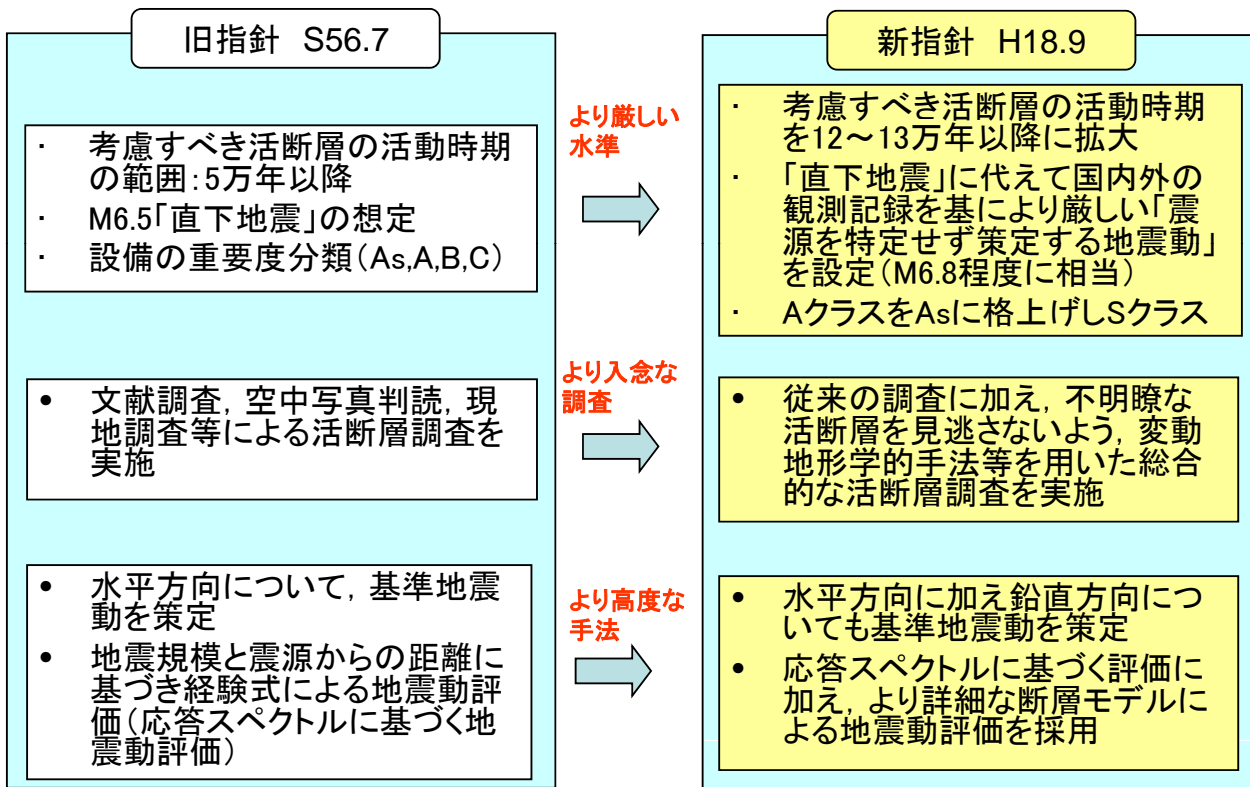 旧指針 S56.7
・ 考慮すべき活断層の活動時期
の範囲:5万年以降
・ M6.5「直下地震」の想定
・ 設備の重要度分類(As,A,B,C)
より厳しい
水準
新指針 H18.9
・ 考慮すべき活断層の活動時期
を12~13万年以降に拡大
・ 「直下地震」に代えて国内外の
観測記録を基により厳しい「震
源を特定せず策定する地震動」
を設定(M6.8程度に相当)
・ AクラスをAsに格上げしSクラス
• 文献調査,空中写真判読,現
地調査等による活断層調査を
実施
より入念な
調査
• 従来の調査に加え,不明瞭な
活断層を見逃さないよう,変動
地形学的手法等を用いた総合
的な活断層調査を実施
• 水平方向について,基準地震
動を策定
• 地震規模と震源からの距離に
基づき経験式による地震動評
価(応答スペクトルに基づく地
震動評価)
より高度な
手法
• 水平方向に加え鉛直方向につ
いても基準地震動を策定
• 応答スペクトルに基づく評価に
加え,より詳細な断層モデルに
よる地震動評価を採用